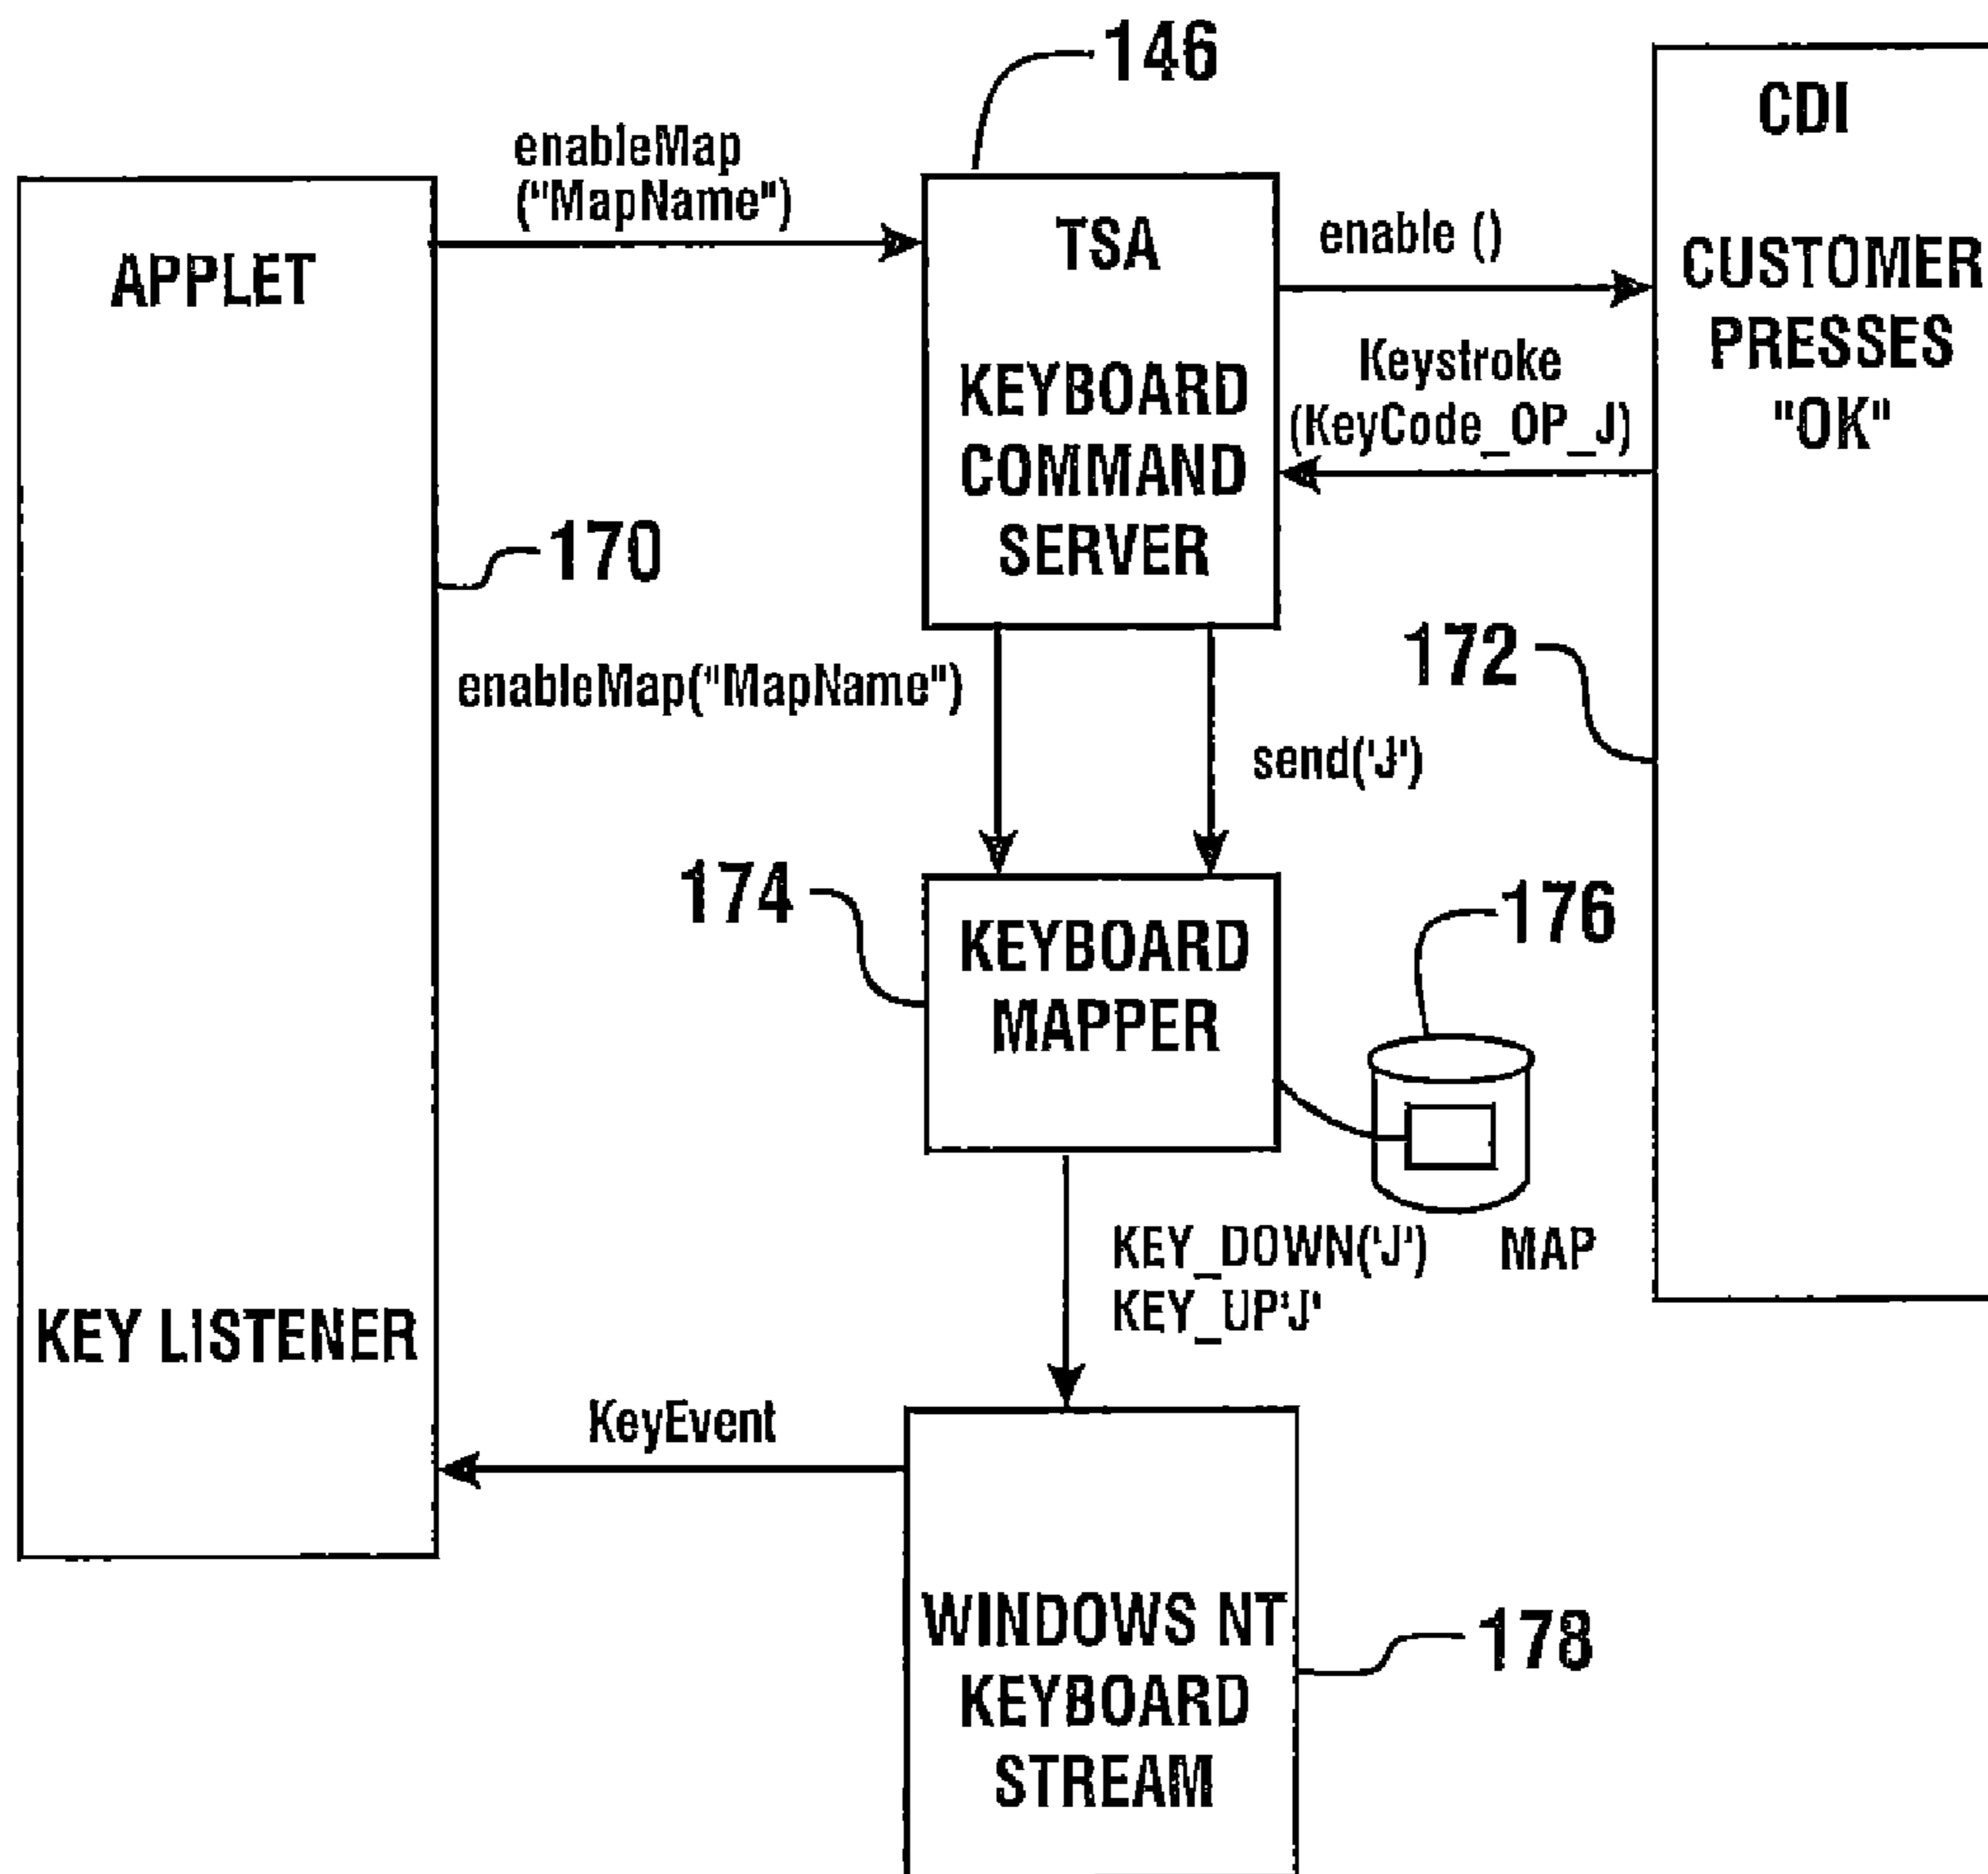 146
CDI
enableMap
("MapName")
APPLET
TSA
enable ()
CUSTOMER
PRESSES
"OK"
Keystroke
(KeyCode_OP_J)
KEYBOARD
COMMAND
SERVER
170
172
enableMap("MapName")
send('J')
174
176
KEYBOARD
MAPPER
KEY_DOWN('J')
KEY_UP'J'
MAP
KEY LISTENER
KeyEvent
WINDOWS NT
KEYBOARD
STREAM
178